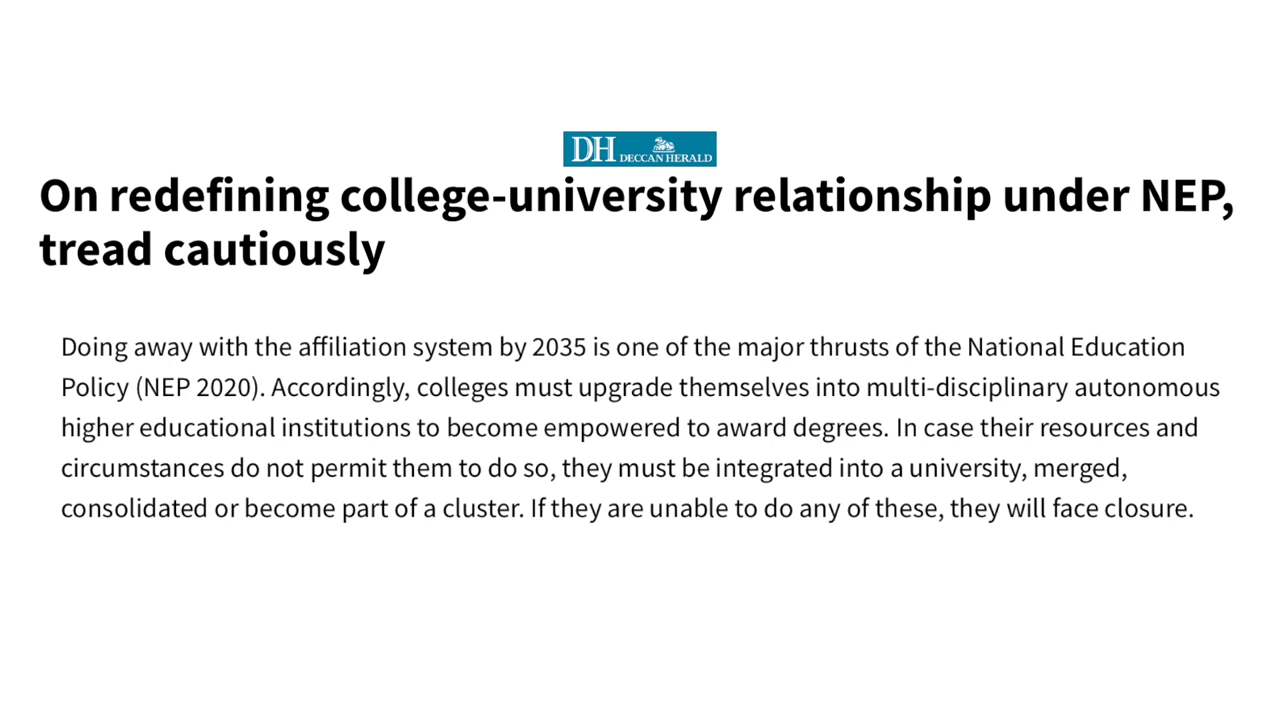 DH DECCAN HERALD
On redefining college-university relationship under NEP,
tread cautiously
Doing away with the affiliation system by 2035 is one of the major thrusts of the National Education
Policy (NEP 2020). Accordingly, colleges must upgrade themselves into multi-disciplinary autonomous
higher educational institutions to become empowered to award degrees. In case their resources and
circumstances do not permit them to do so, they must be integrated into a university, merged,
consolidated or become part of a cluster. If they are unable to do any of these, they will face closure.